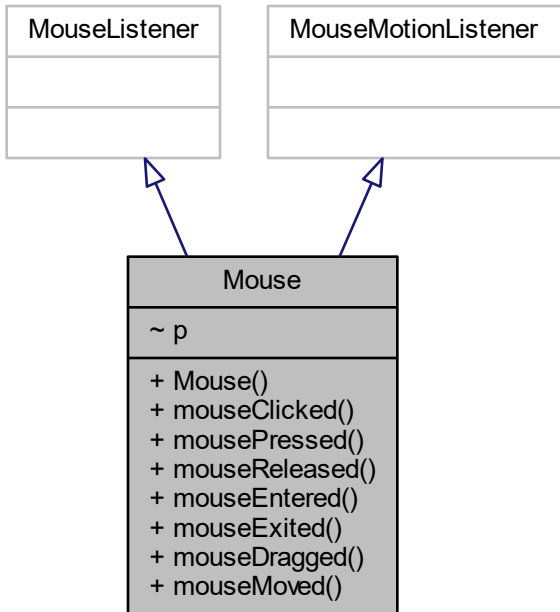 MouseListener
MouseMotionListener
Mouse
~ p
+ Mouse()
+ mouseClicked()
+ mousePressed()
+ mouseReleased()
+ mouseEntered()
+ mouseExited()
+ mouseDragged()
+ mouseMoved()